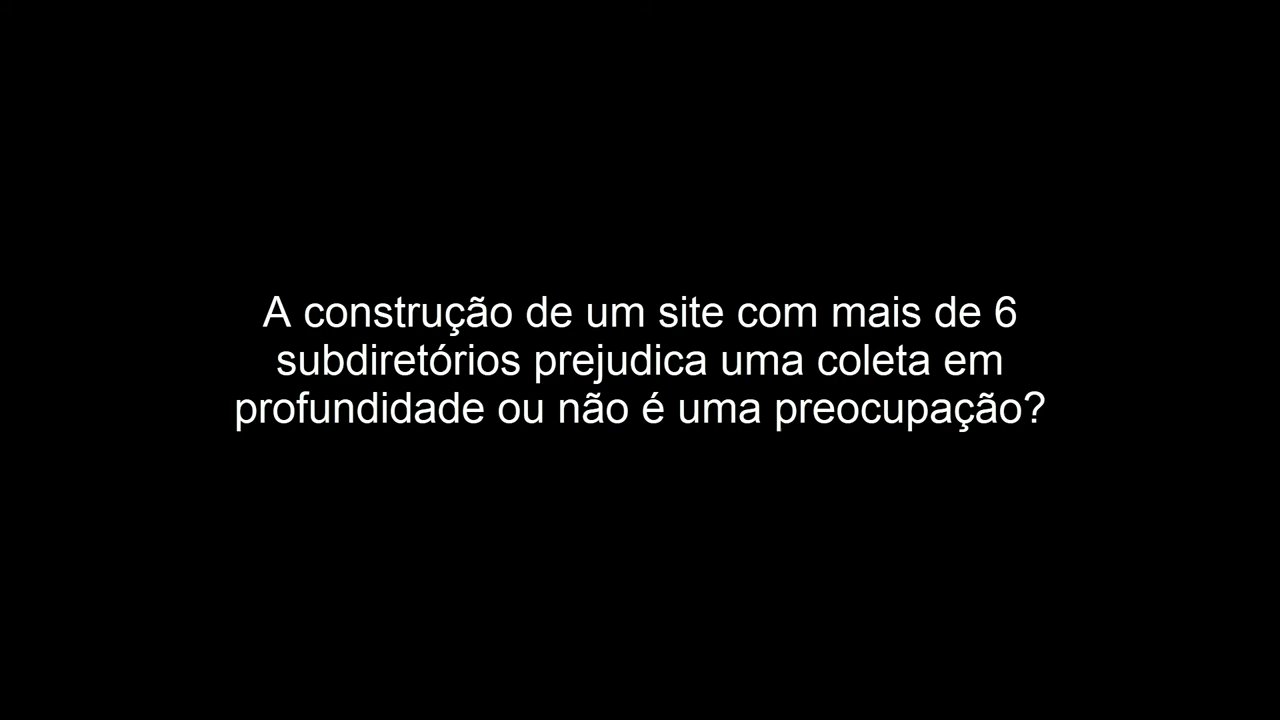 A construção de um site com mais de 6
subdiretórios prejudica uma coleta em
profundidade ou não é uma preocupação?